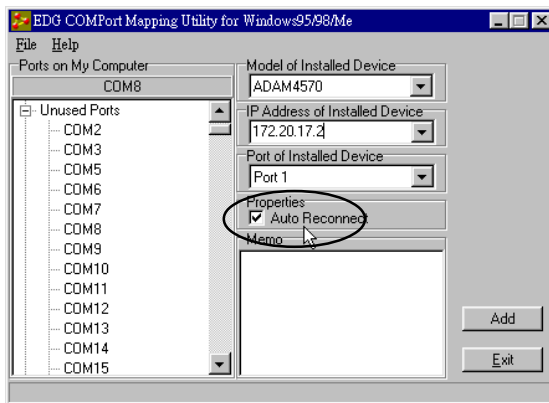 EDG COMPort Mapping Utility for Windows95/98/Me
File Help
Ports on My Computer
COM8
Unused Ports
COM2
COM3
COM5
COM6
COM7
COM8
COM9
COM10
COM11
COM12
COM13
COM14
COM15
Model of Installed Device
ADAM4570
IP Address of Installed Device
172.20.17.2
Port of Installed Device
Port 1
Properties
Auto Reconnect
Memo
Add
Exit